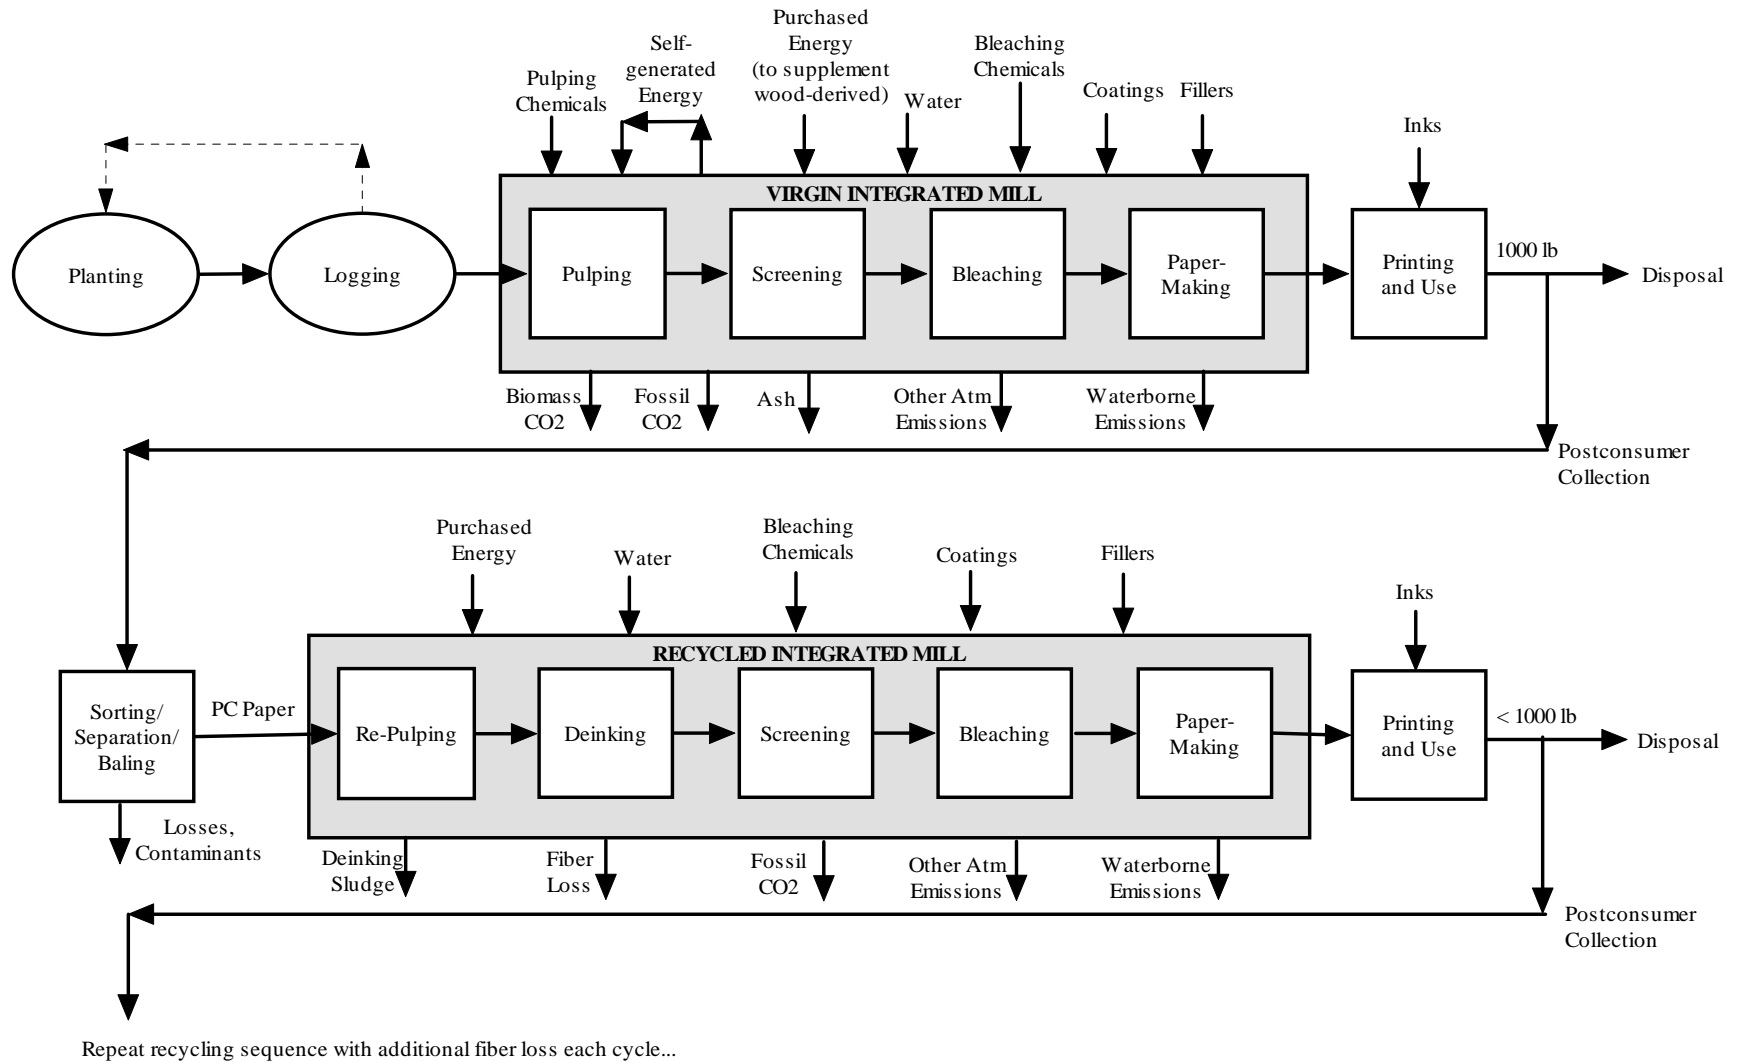 Purchased
Energy
(to supplement
wood-derived)
Self-
generated
Energy
Bleaching
Chemicals
Pulping
Chemicals
Water
Coatings
Fillers
Inks
VIRGIN INTEGRATED MILL
Planting
Logging
Pulping
Screening
Bleaching
Paper-
Making
Printing
and Use
1000 lb
Disposal
Biomass
CO2
Fossil
CO2
Ash
Other Atm
Emissions
Waterborne
Emissions
Postconsumer
Collection
Purchased
Energy
Water
Bleaching
Chemicals
Coatings
Fillers
Inks
RECYCLED INTEGRATED MILL
Sorting/
Separation/
Baling
PC Paper
Re-Pulping
Deinking
Screening
Bleaching
Paper-
Making
Printing
and Use
< 1000 lb
Disposal
Losses,
Contaminants
Deinking
Sludge
Fiber
Loss
Fossil
CO2
Other Atm
Emissions
Waterborne
Emissions
Postconsumer
Collection
Repeat recycling sequence with additional fiber loss each cycle...